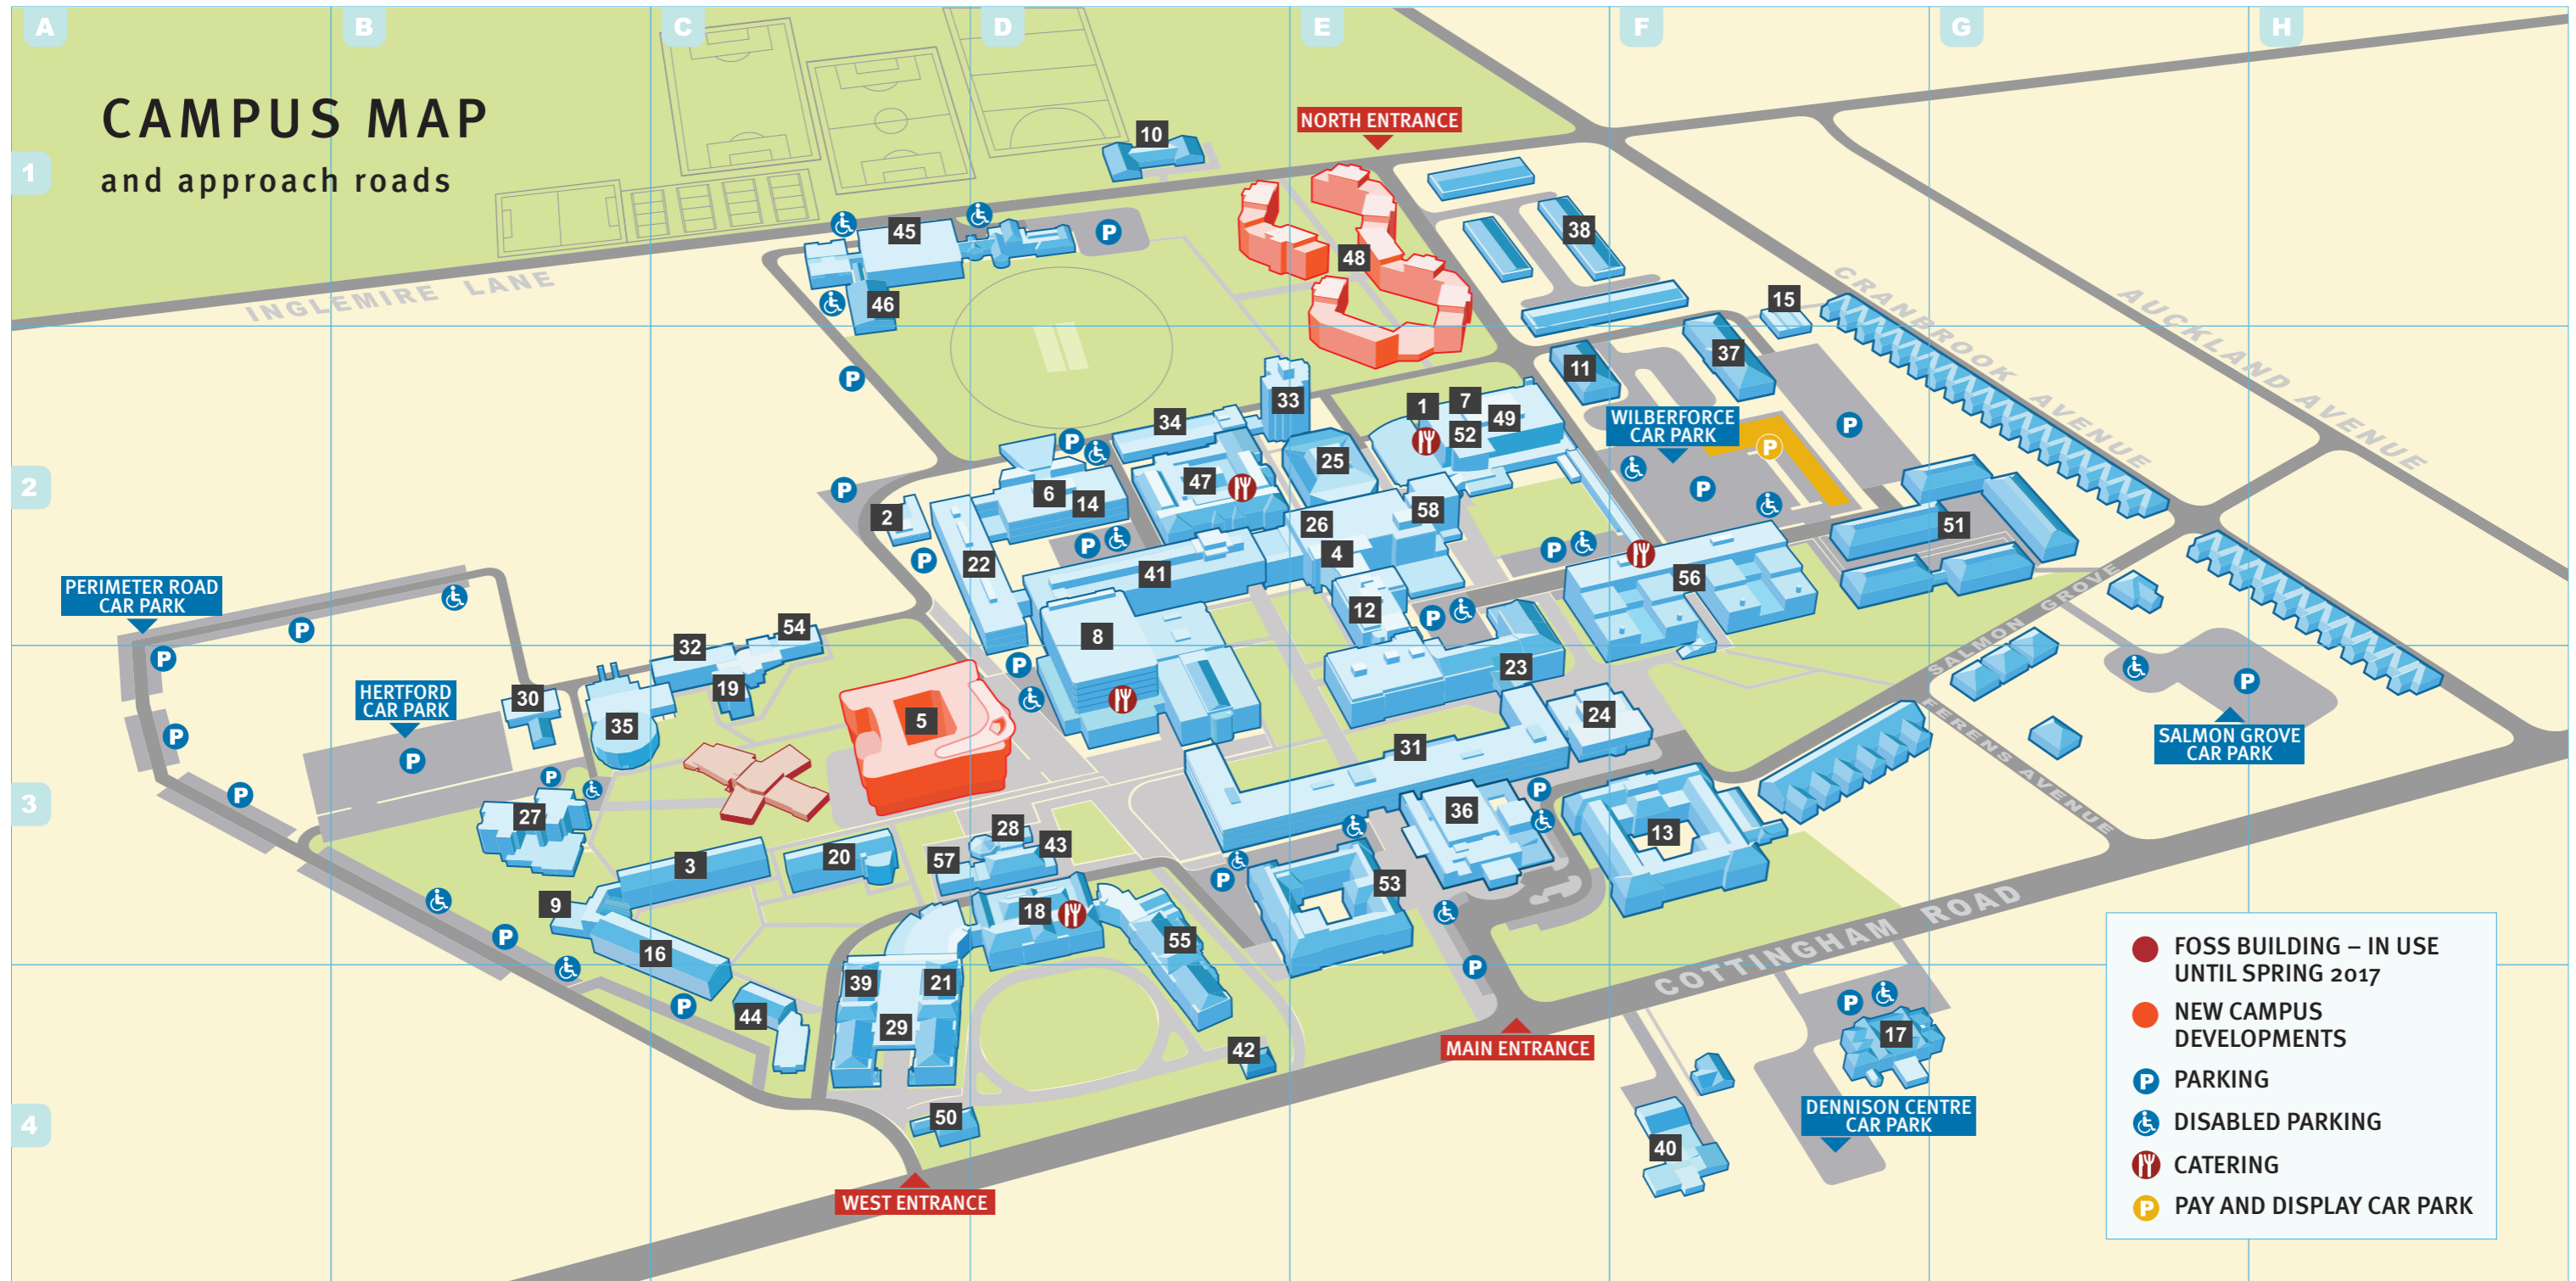 A
B
C
D
E
F
G
H
CAMPUS MAP
and approach roads
1
2
3
4
NORTH ENTRANCE
10
45
46
48
38
15
INGLEMIRE LANE
CRANBROOK AVENUE
AUCKLAND AVENUE
37
11
33
34
1
7
49
52
WILBERFORCE
CAR PARK
P
P
P
P
P
P
25
47
6
14
2
22
58
26
4
41
12
56
51
P
P
P
P
P
PERIMETER ROAD
CAR PARK
P
P
P
P
54
32
19
8
23
SALMON GROVE
FERENS AVENUE
P
SALMON GROVE
CAR PARK
HERTFORD
CAR PARK
P
P
30
35
5
P
24
31
36
13
P
27
28
43
57
20
3
9
16
18
55
53
P
P
P
P
COTTINGHAM ROAD
39
21
29
44
42
50
MAIN ENTRANCE
WEST ENTRANCE
P
17
40
DENNISON CENTRE
CAR PARK
FOSS BUILDING – IN USE
UNTIL SPRING 2017
NEW CAMPUS
DEVELOPMENTS
P PARKING
DISABLED PARKING
CATERING
P PAY AND DISPLAY CAR PARK